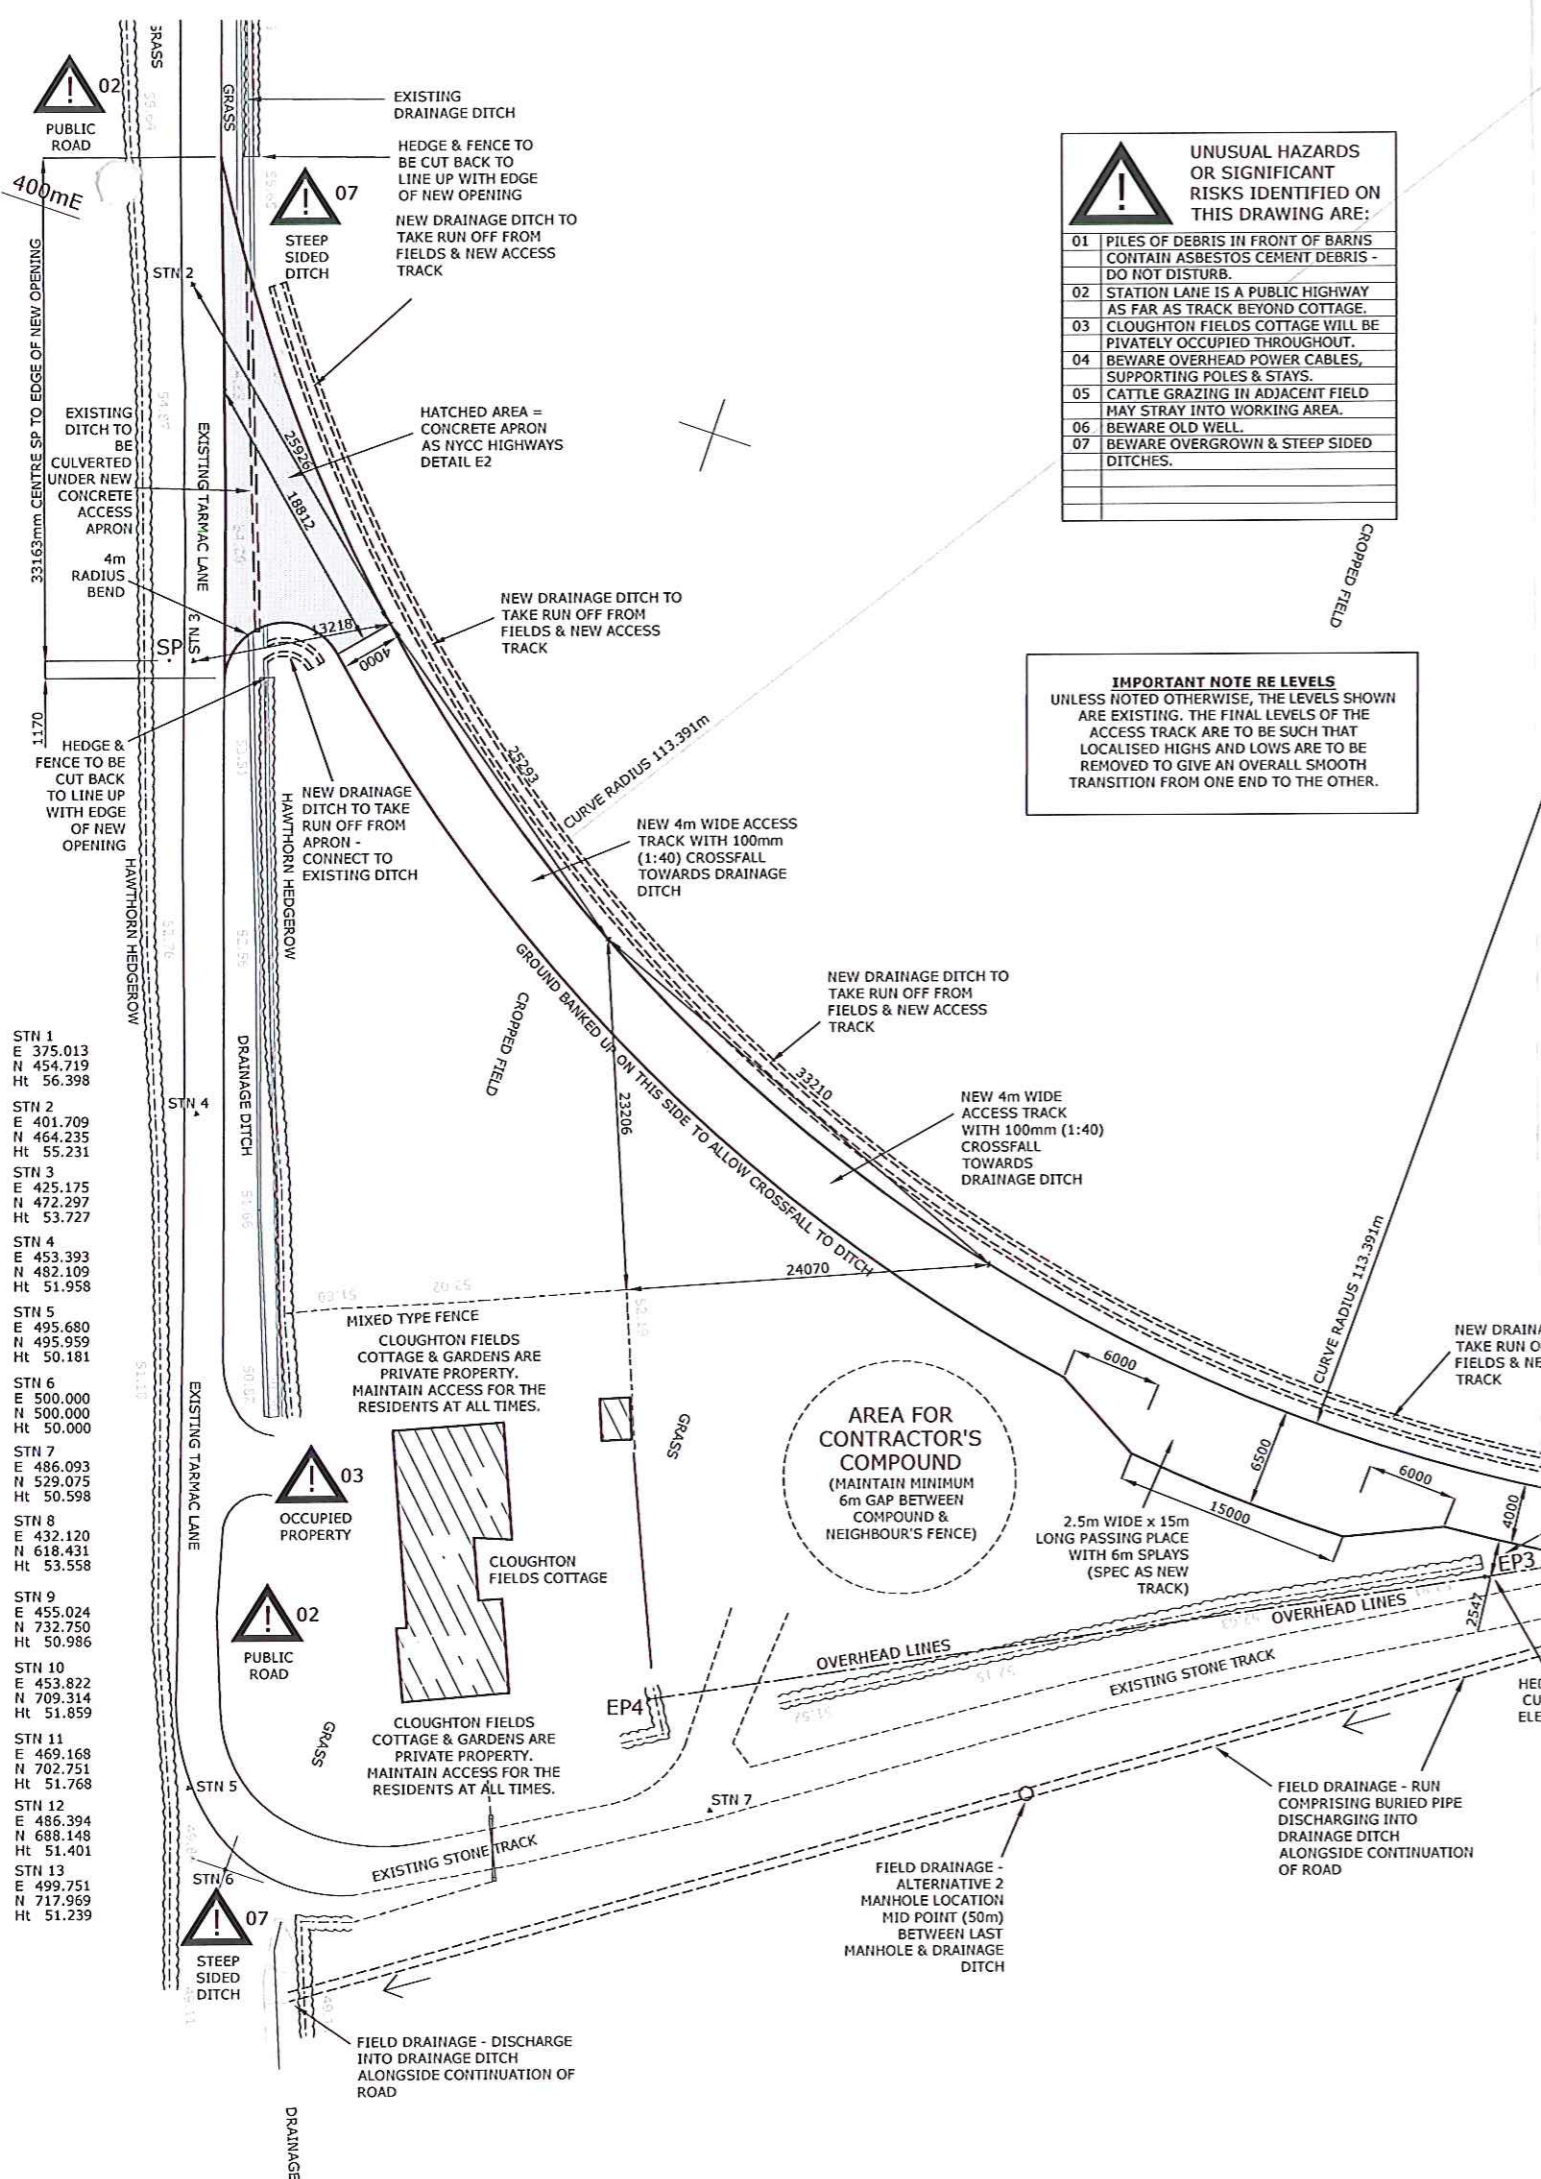 GRASS
02
PUBLIC
ROAD
400mE
GRASS
EXISTING
DRAINAGE DITCH
HEDGE & FENCE TO
BE CUT BACK TO
LINE UP WITH EDGE
OF NEW OPENING
07
STEEP
SIDED
DITCH
NEW DRAINAGE DITCH TO
TAKE RUN OFF FROM
FIELDS & NEW ACCESS
TRACK
UNUSUAL HAZARDS
OR SIGNIFICANT
RISKS IDENTIFIED ON
THIS DRAWING ARE:
01 PILES OF DEBRIS IN FRONT OF BARNS
CONTAIN ASBESTOS CEMENT DEBRIS -
DO NOT DISTURB.
02 STATION LANE IS A PUBLIC HIGHWAY
AS FAR AS TRACK BEYOND COTTAGE.
03 CLOUGHTON FIELDS COTTAGE WILL BE
PIVATELY OCCUPIED THROUGHOUT.
04 BEWARE OVERHEAD POWER CABLES,
SUPPORTING POLES & STAYS.
05 CATTLE GRAZING IN ADJACENT FIELD
MAY STRAY INTO WORKING AREA.
06 BEWARE OLD WELL.
07 BEWARE OVERGROWN & STEEP SIDED
DITCHES.
STN 2
33163mm CENTRE SP TO EDGE OF NEW OPENING
EXISTING
DITCH TO
BE
CULVERTED
UNDER NEW
CONCRETE
ACCESS
APRON
EXISTING TARMAC LANE
25926
18812
HATCHED AREA =
CONCRETE APRON
AS NYCC HIGHWAYS
DETAIL E2
4m
RADIUS
BEND
SP
STN 3
13218
4000
NEW DRAINAGE DITCH TO
TAKE RUN OFF FROM
FIELDS & NEW ACCESS
TRACK
CROPPED FIELD
IMPORTANT NOTE RE LEVELS
UNLESS NOTED OTHERWISE, THE LEVELS SHOWN
ARE EXISTING. THE FINAL LEVELS OF THE
ACCESS TRACK ARE TO BE SUCH THAT
LOCALISED HIGHS AND LOWS ARE TO BE
REMOVED TO GIVE AN OVERALL SMOOTH
TRANSITION FROM ONE END TO THE OTHER.
1170
HEDGE &
FENCE TO BE
CUT BACK
TO LINE UP
WITH EDGE
OF NEW
OPENING
NEW DRAINAGE
DITCH TO TAKE
RUN OFF FROM
APRON -
CONNECT TO
EXISTING DITCH
25293
CURVE RADIUS 113.391m
NEW 4m WIDE ACCESS
TRACK WITH 100mm
(1:40) CROSSFALL
TOWARDS DRAINAGE
DITCH
HAWTHORN HEDGEROW
HAWTHORN HEDGEROW
GROUND BANKED UP ON THIS SIDE TO ALLOW CROSSFALL TO DITCH
CROPPED FIELD
NEW DRAINAGE DITCH TO
TAKE RUN OFF FROM
FIELDS & NEW ACCESS
TRACK
33210
NEW 4m WIDE
ACCESS TRACK
WITH 100mm (1:40)
CROSSFALL
TOWARDS
DRAINAGE DITCH
STN 1
E 375.013
N 454.719
Ht 56.398
STN 2
E 401.709
N 464.235
Ht 55.231
STN 3
E 425.175
N 472.297
Ht 53.727
STN 4
E 453.393
N 482.109
Ht 51.958
STN 5
E 495.680
N 495.959
Ht 50.181
STN 6
E 500.000
N 500.000
Ht 50.000
STN 7
E 486.093
N 529.075
Ht 50.598
STN 8
E 432.120
N 618.431
Ht 53.558
STN 9
E 455.024
N 732.750
Ht 50.986
STN 10
E 453.822
N 709.314
Ht 51.859
STN 11
E 469.168
N 702.751
Ht 51.768
STN 12
E 486.394
N 688.148
Ht 51.401
STN 13
E 499.751
N 717.969
Ht 51.239
STN 4
DRAINAGE DITCH
23206
24070
MIXED TYPE FENCE
CLOUGHTON FIELDS
COTTAGE & GARDENS ARE
PRIVATE PROPERTY.
MAINTAIN ACCESS FOR THE
RESIDENTS AT ALL TIMES.
EXISTING TARMAC LANE
03
OCCUPIED
PROPERTY
GRASS
AREA FOR
CONTRACTOR'S
COMPOUND
(MAINTAIN MINIMUM
6m GAP BETWEEN
COMPOUND &
NEIGHBOUR'S FENCE)
6000
6500
6000
15000
4000
CURVE RADIUS 113.391m
NEW DRAINA
TAKE RUN O
FIELDS & NE
TRACK
2.5m WIDE x 15m
LONG PASSING PLACE
WITH 6m SPLAYS
(SPEC AS NEW
TRACK)
EP3
2547
CLOUGHTON
FIELDS COTTAGE
02
PUBLIC
ROAD
OVERHEAD LINES
OVERHEAD LINES
EXISTING STONE TRACK
EP4
HED
CU
ELE
GRASS
CLOUGHTON FIELDS
COTTAGE & GARDENS ARE
PRIVATE PROPERTY.
MAINTAIN ACCESS FOR THE
RESIDENTS AT ALL TIMES.
STN 5
STN 7
EXISTING STONE TRACK
STN 6
07
STEEP
SIDED
DITCH
FIELD DRAINAGE -
ALTERNATIVE 2
MANHOLE LOCATION
MID POINT (50m)
BETWEEN LAST
MANHOLE & DRAINAGE
DITCH
FIELD DRAINAGE - RUN
COMPRISING BURIED PIPE
DISCHARGING INTO
DRAINAGE DITCH
ALONGSIDE CONTINUATION
OF ROAD
FIELD DRAINAGE - DISCHARGE
INTO DRAINAGE DITCH
ALONGSIDE CONTINUATION OF
ROAD
DRAINAGE